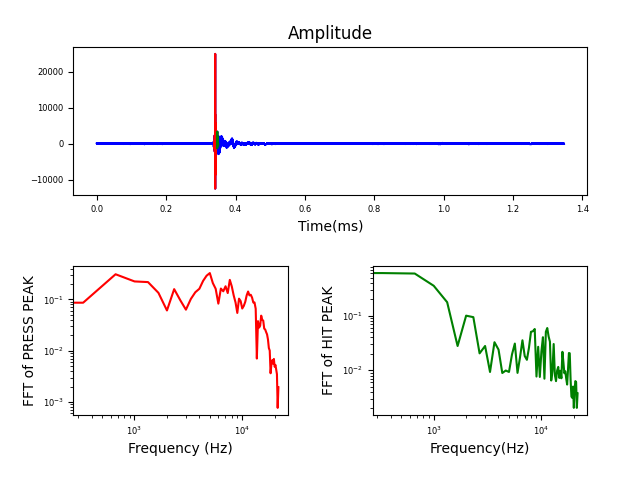 Amplitude
20000
10000
0
−10000
0.0 0.2 0.4 0.6 0.8 1.0 1.2 1.4
Time(ms)
FFT of PRESS PEAK
10⁻¹
10⁻²
10⁻³
10³ 10⁴
Frequency (Hz)
FFT of HIT PEAK
10⁻¹
10⁻²
10³ 10⁴
Frequency(Hz)